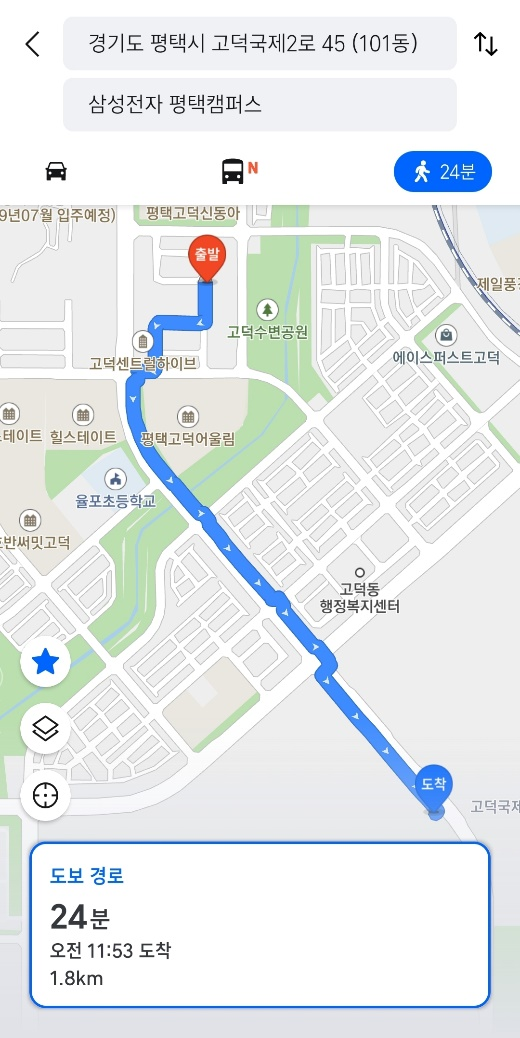 경기도 평택시 고덕국제2로 45 (101동)
삼성전자 평택캠퍼스
N
24분
9년07월 입주예정)
평택고덕신동아
출발
제일풍경
고덕수변공원
고덕센트럴하이브
에이스퍼스트고덕
스테이트
힐스테이트
평택고덕어울림
율포초등학교
호반써밋고덕
고덕동
행정복지센터
도착
고덕국제
도보 경로
24분
오전 11:53 도착
1.8km